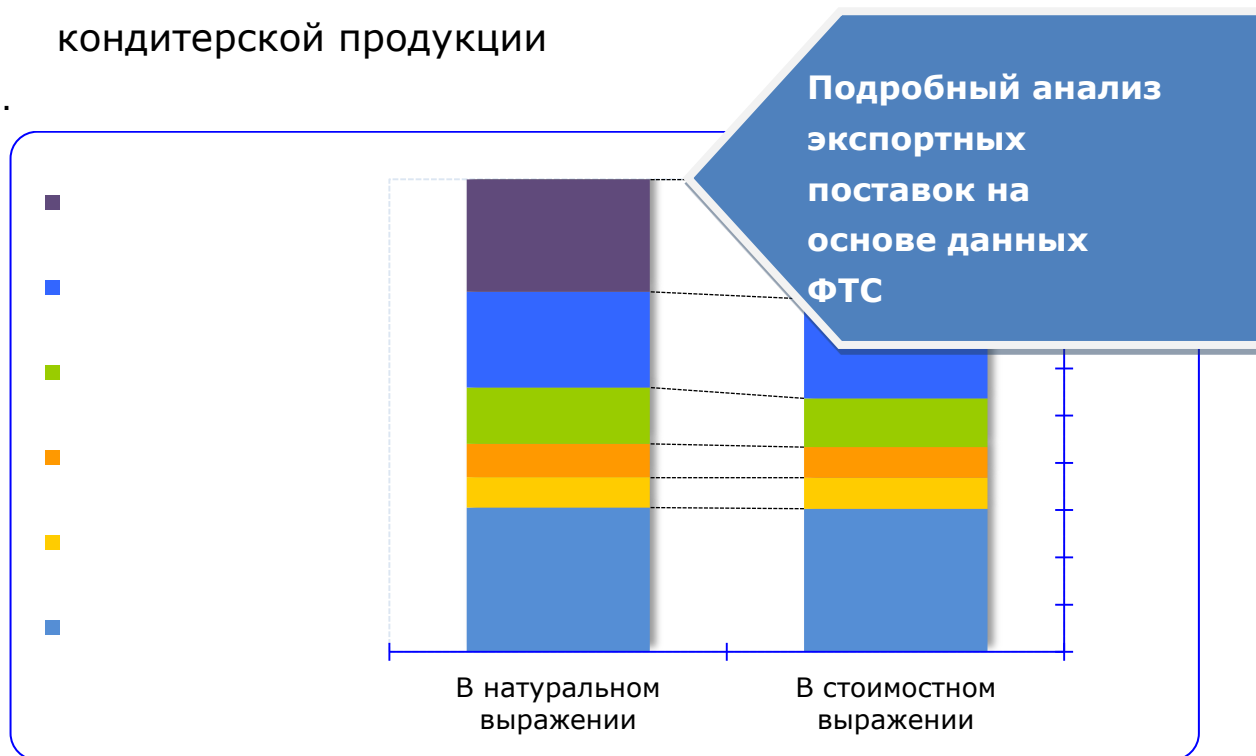 кондитерской продукции
.
Подробный анализ
экспортных
поставок на
основе данных
ФТС
В натуральном
выражении
В стоимостном
выражении